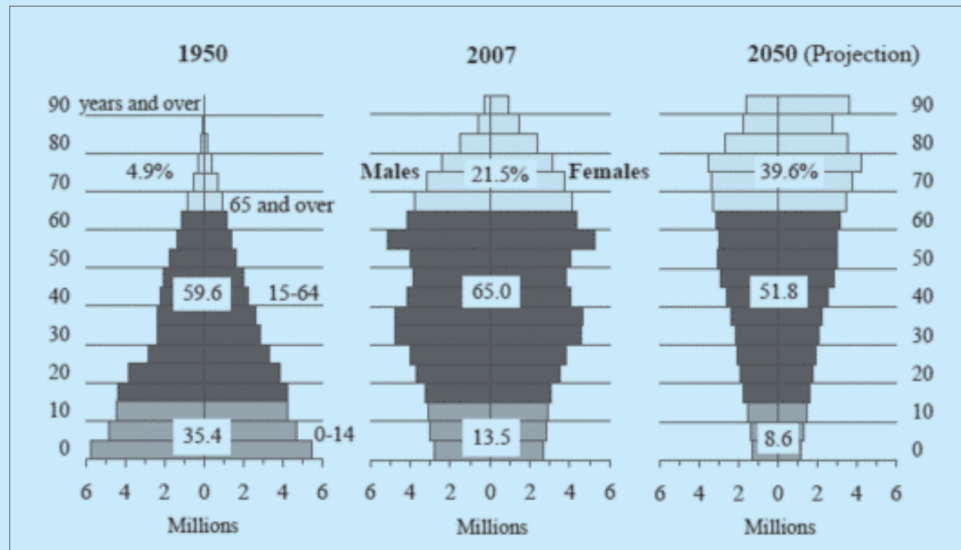 1950
2007
2050 (Projection)
90 years and over
80
4.9%
70
65 and over
60
50
59.6
15-64
40
30
20
10
35.4
0-14
0
6 4 2 0 2 4 6
Millions
Males
21.5%
Females
65.0
13.5
6 4 2 0 2 4 6
Millions
90
80
39.6%
70
60
50
51.8
40
30
20
10
8.6
0
6 4 2 0 2 4 6
Millions